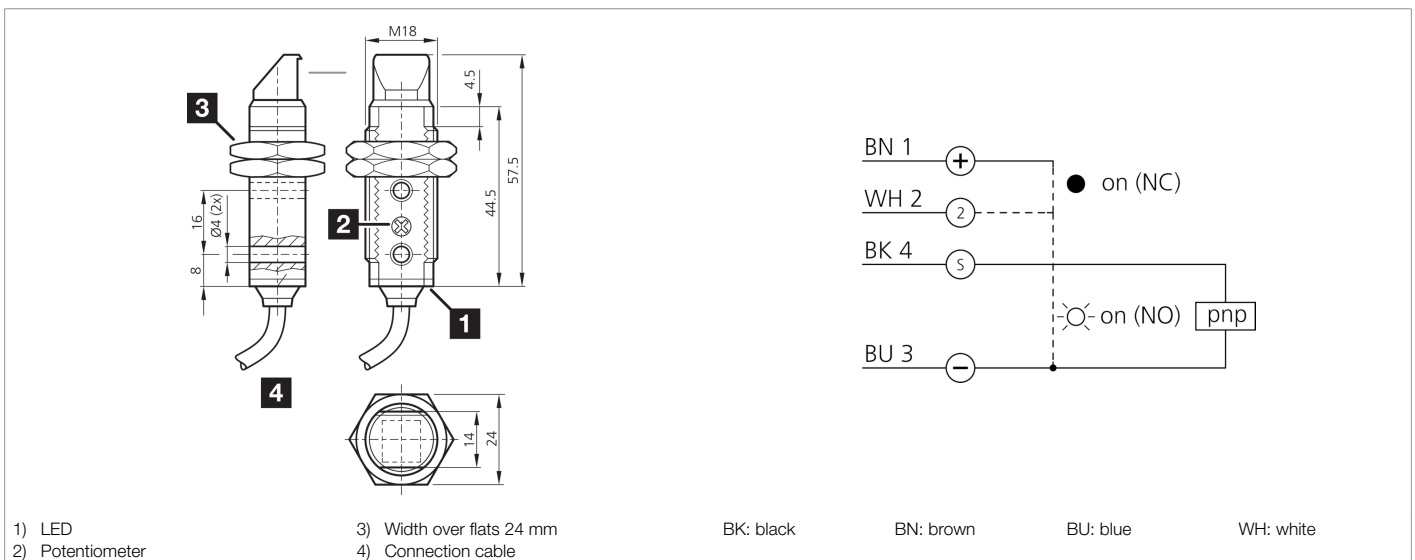 M18
4.5
3
57.5
44.5
16
Ø4 (2x)
8
2
1
4
14
24
BN 1
+
on (NC)
WH 2
2
BK 4
S
on (NO)
pnp
BU 3
−
1) LED
2) Potentiometer
3) Width over flats 24 mm
4) Connection cable
BK: black
BN: brown
BU: blue
WH: white